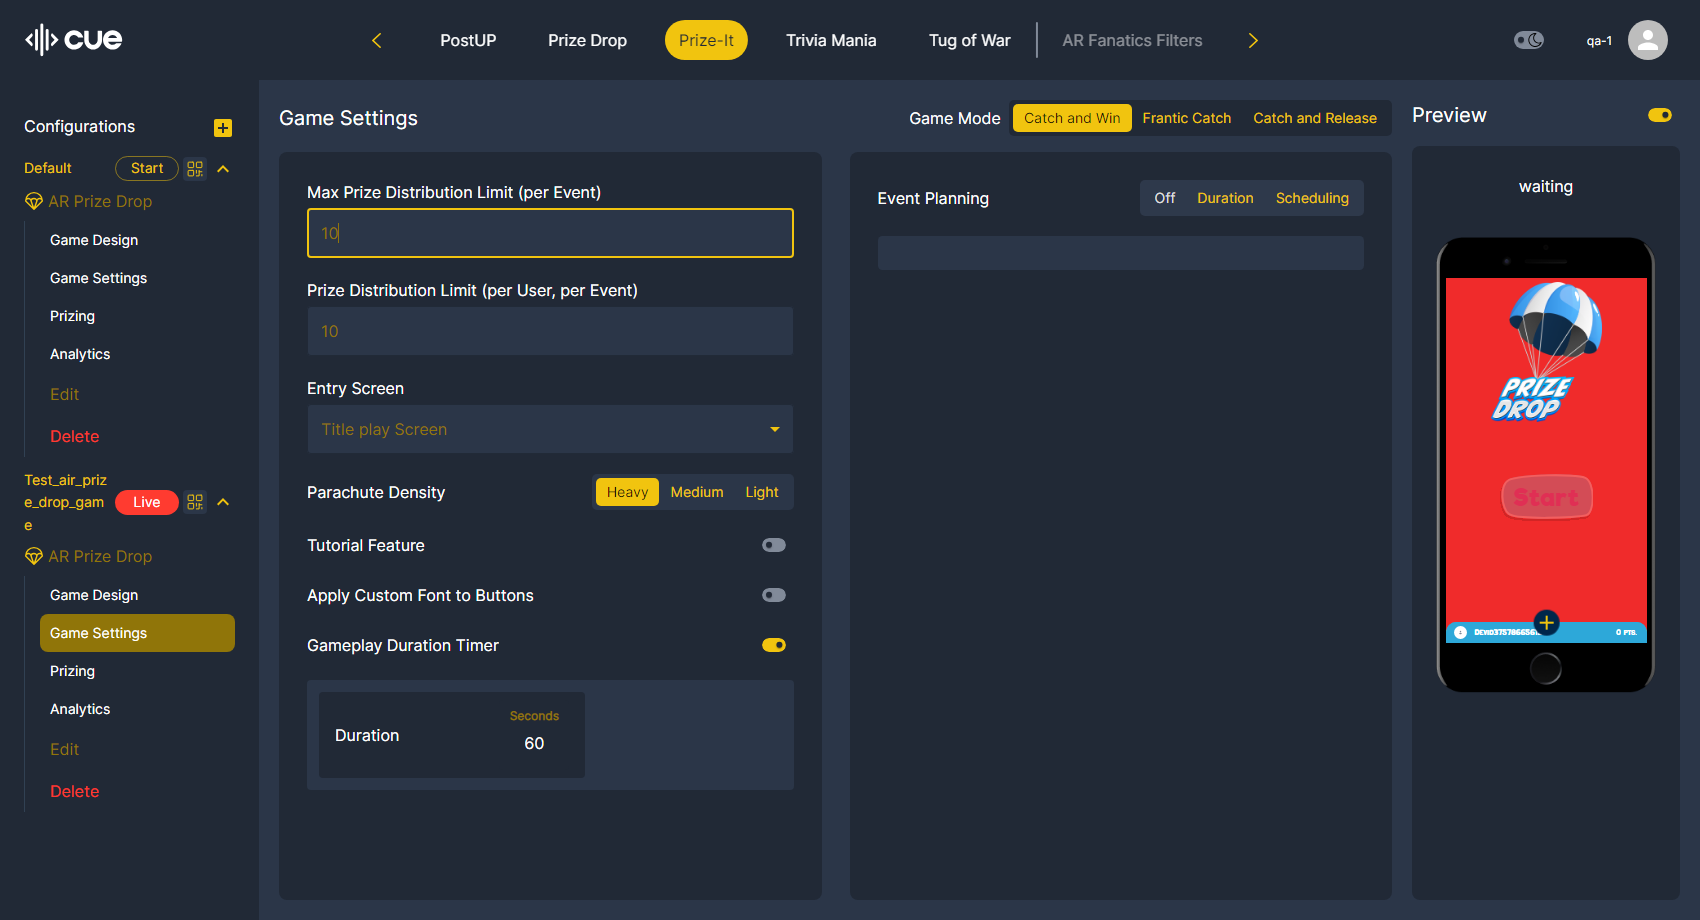 cue
PostUP
Prize Drop
Prize-It
Trivia Mania
Tug of War
AR Fanatics Filters
qa-1
Configurations
Default
Start
AR Prize Drop
Game Design
Game Settings
Prizing
Analytics
Edit
Delete
Test_air_priz
e_drop_gam
e
Live
AR Prize Drop
Game Design
Game Settings
Prizing
Analytics
Edit
Delete
Game Settings
Game Mode
Catch and Win
Frantic Catch
Catch and Release
Max Prize Distribution Limit (per Event)
10
Prize Distribution Limit (per User, per Event)
10
Entry Screen
Title play Screen
Parachute Density
Heavy
Medium
Light
Tutorial Feature
Apply Custom Font to Buttons
Gameplay Duration Timer
Duration
Seconds
60
Event Planning
Off
Duration
Scheduling
Preview
waiting
PRIZE
DROP
Start
0 PTS.